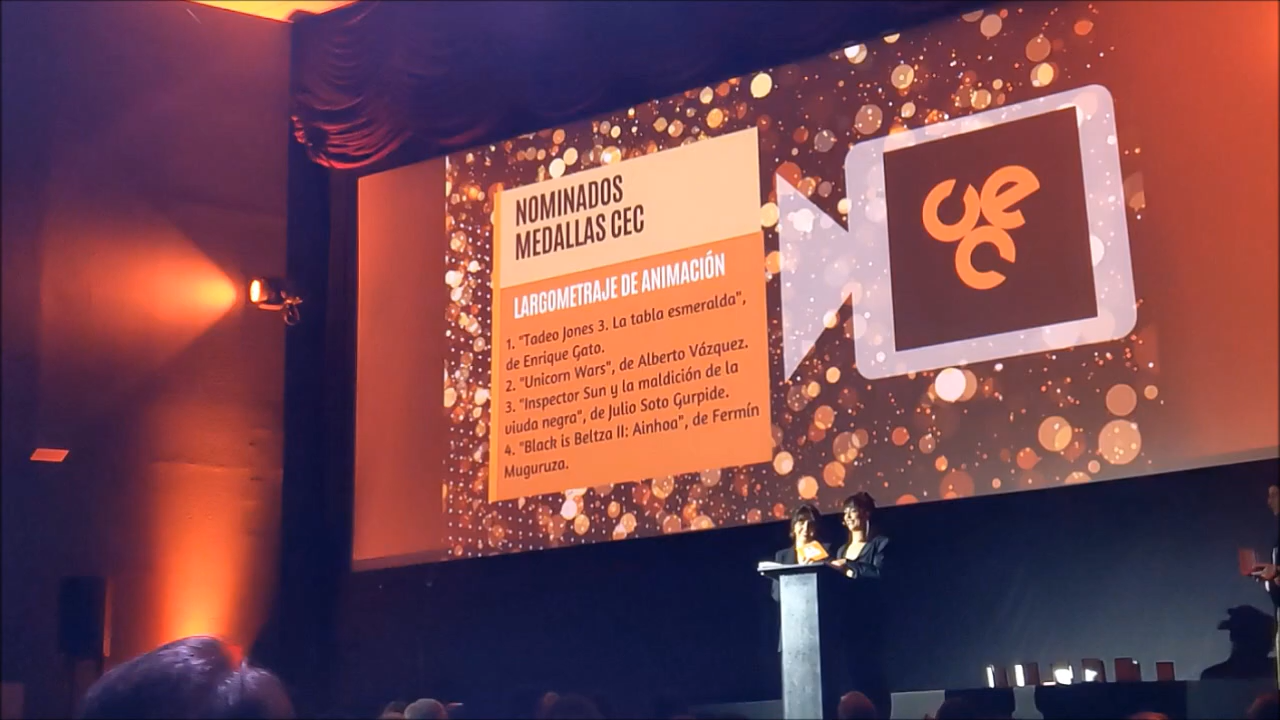 NOMINADOS
MEDALLAS CEC
LARGOMETRAJE DE ANIMACIÓN
1. "Tadeo Jones 3. La tabla esmeralda",
de Enrique Gato.
2. "Unicorn Wars", de Alberto Vázquez.
3. "Inspector Sun y la maldición de la
viuda negra", de Julio Soto Gurpide.
4. "Black is Beltza II: Ainhoa", de Fermín
Muguruza.
cec